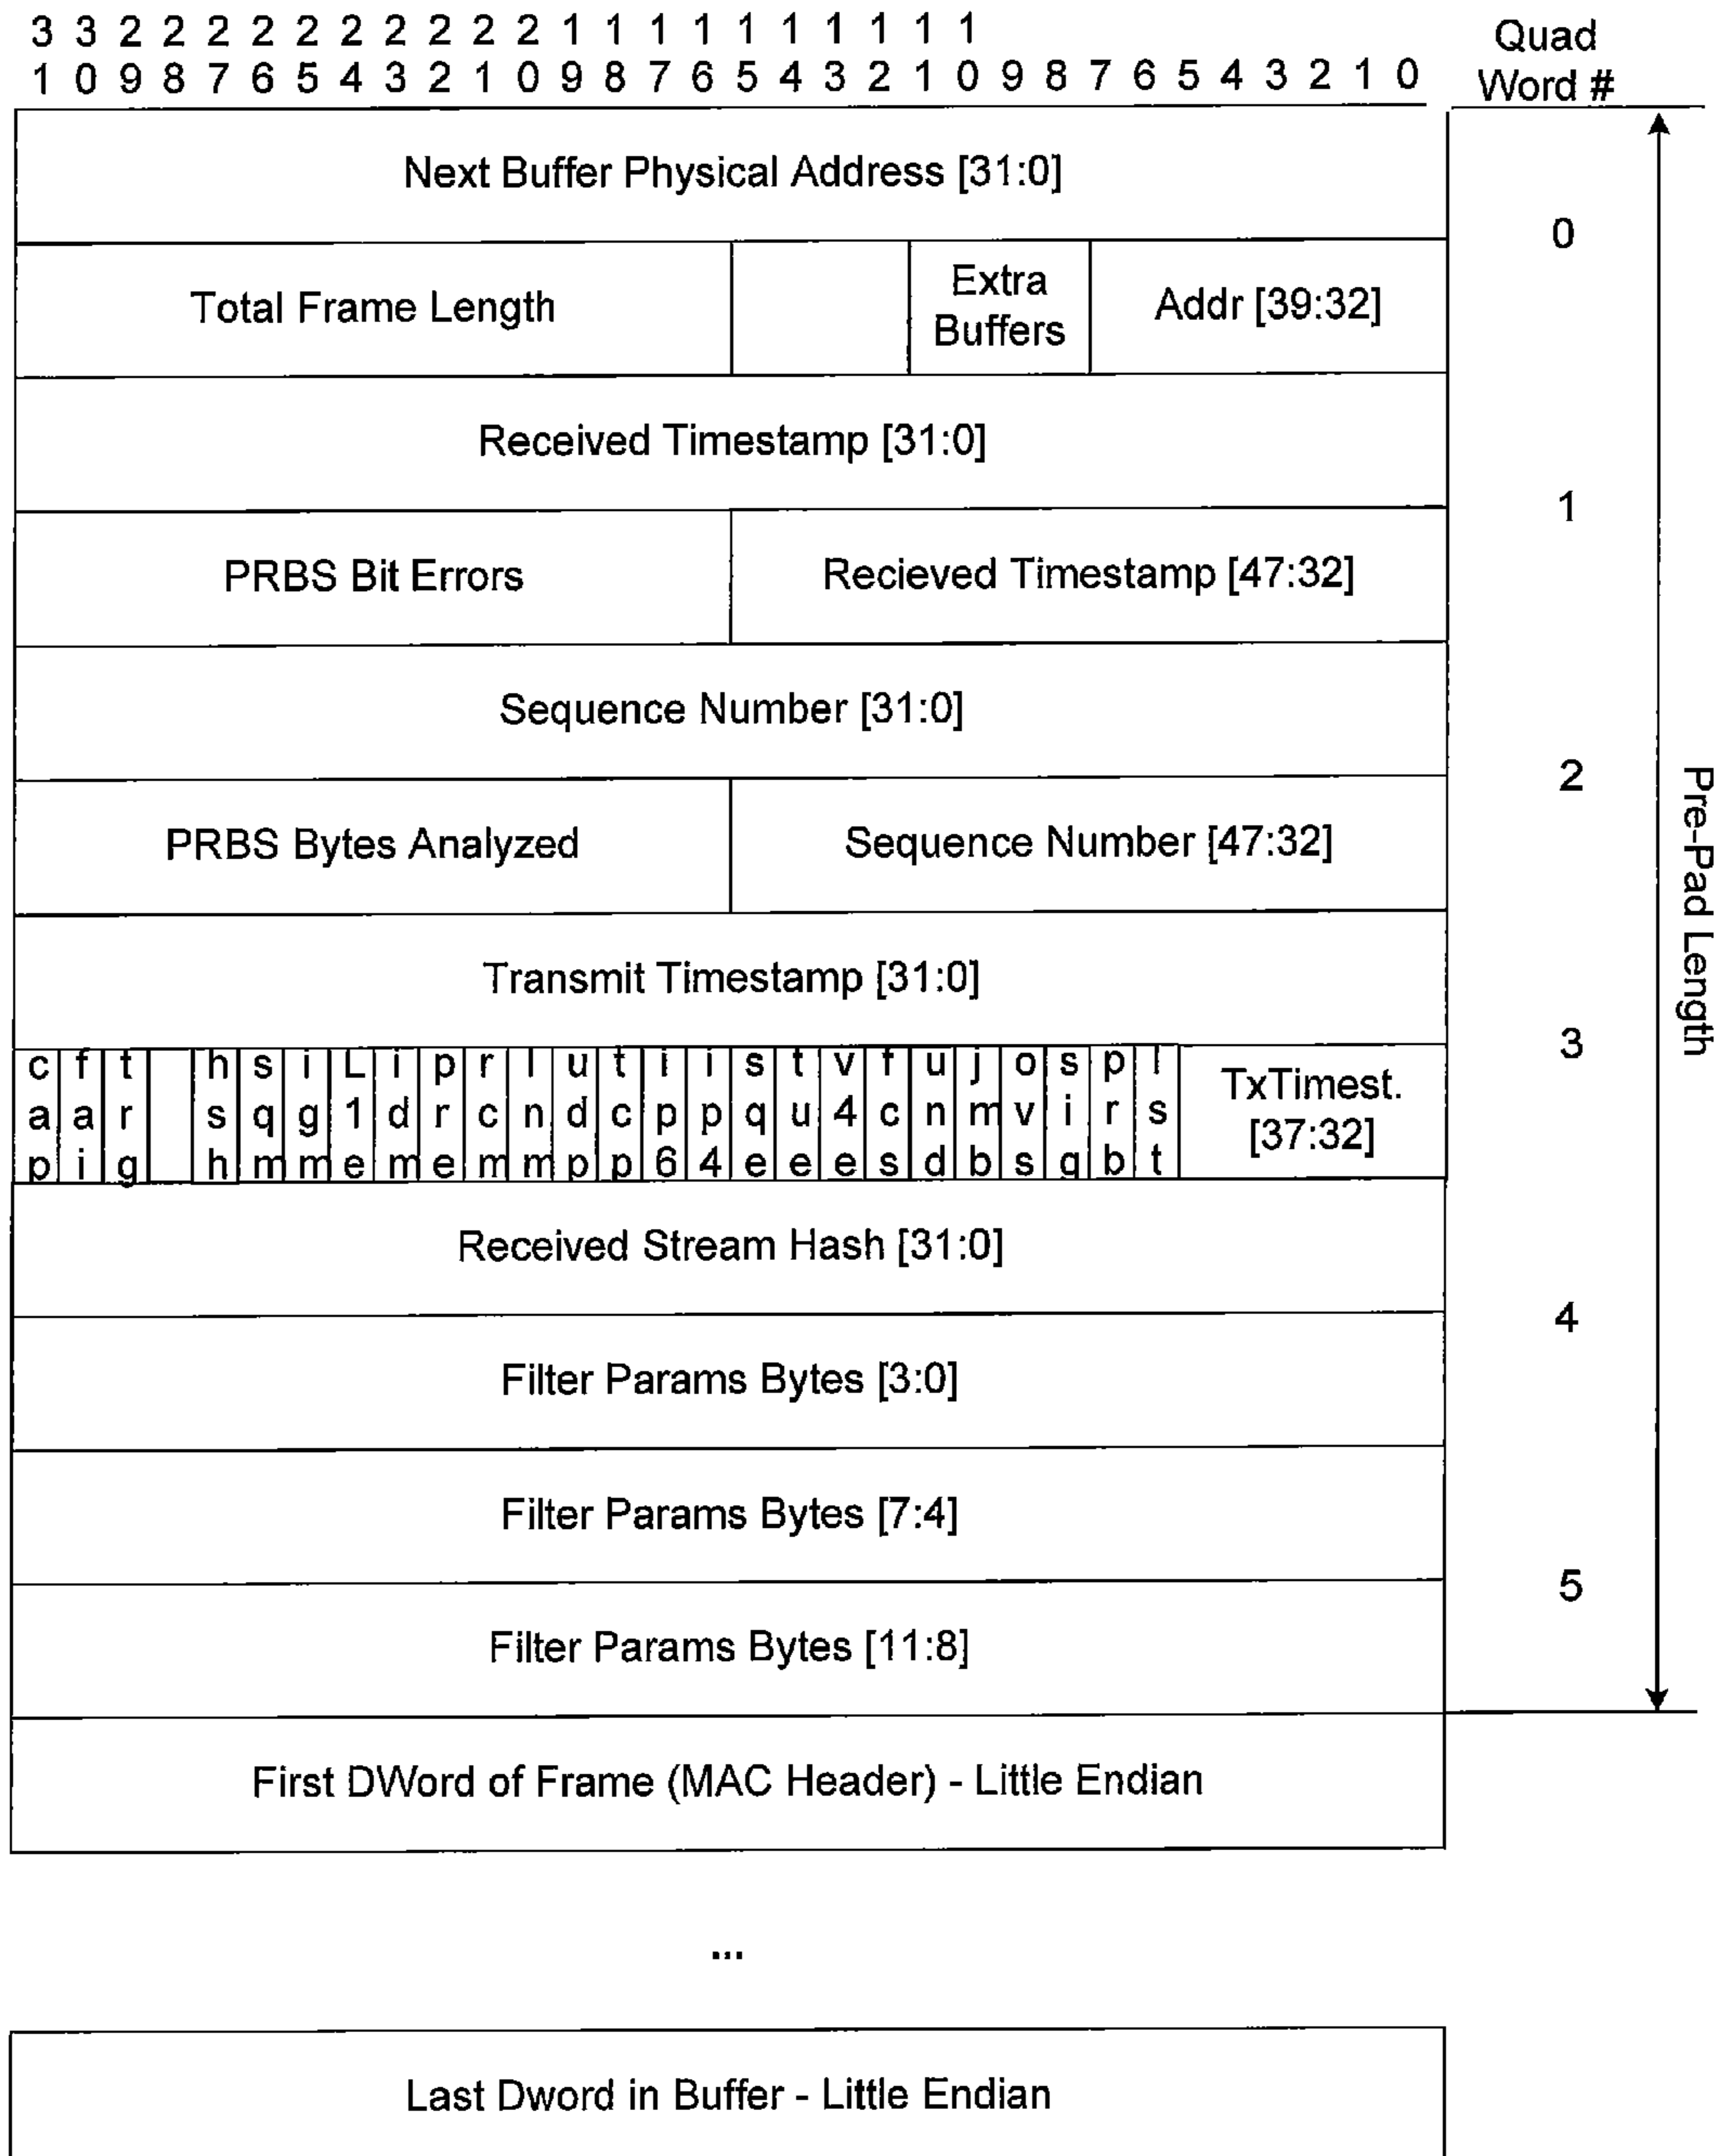 3 3 2 2 2 2 2 2 2 2 2 2 1 1 1 1 1 1 1 1 1 1
1 0 9 8 7 6 5 4 3 2 1 0 9 8 7 6 5 4 3 2 1 0 9 8 7 6 5 4 3 2 1 0
Quad
Word #
Next Buffer Physical Address [31:0]
0
Total Frame Length
Extra
Buffers
Addr [39:32]
Received Timestamp [31:0]
1
PRBS Bit Errors
Recieved Timestamp [47:32]
Sequence Number [31:0]
2
PRBS Bytes Analyzed
Sequence Number [47:32]
Transmit Timestamp [31:0]
3
c f t h s i L i p r l u t i i s t v f u j o s p l
a a r s q g 1 d r c n d c p p q u 4 c n m v i r s
p i g h m m e m e m m p p 6 4 e e e s d b s g b t
TxTimest.
[37:32]
Received Stream Hash [31:0]
4
Filter Params Bytes [3:0]
Filter Params Bytes [7:4]
5
Filter Params Bytes [11:8]
Pre-Pad Length
First DWord of Frame (MAC Header) - Little Endian
...
Last Dword in Buffer - Little Endian